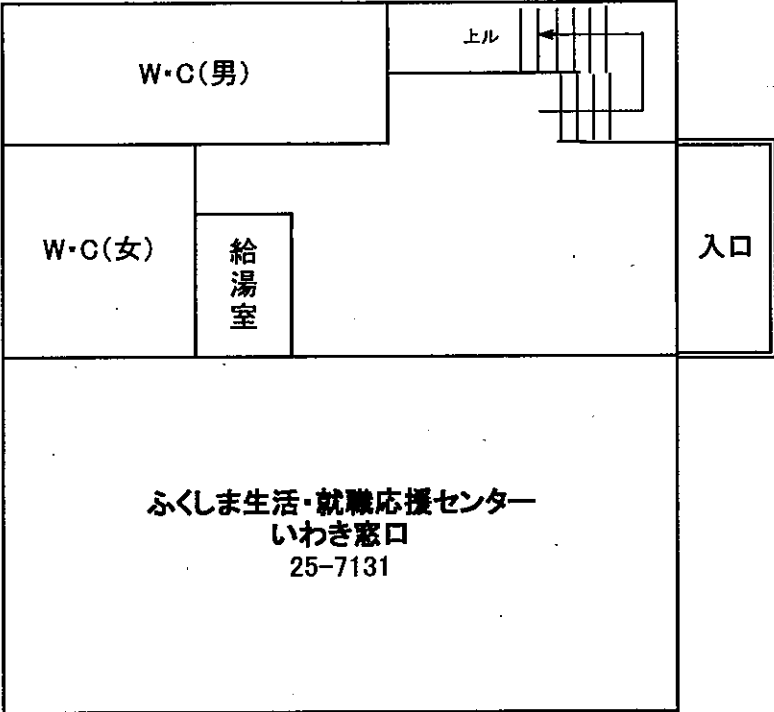 W・C(男)
上ル
W・C(女)
給湯室
入口
ふくしま生活・就職応援センター
いわき窓口
25-7131